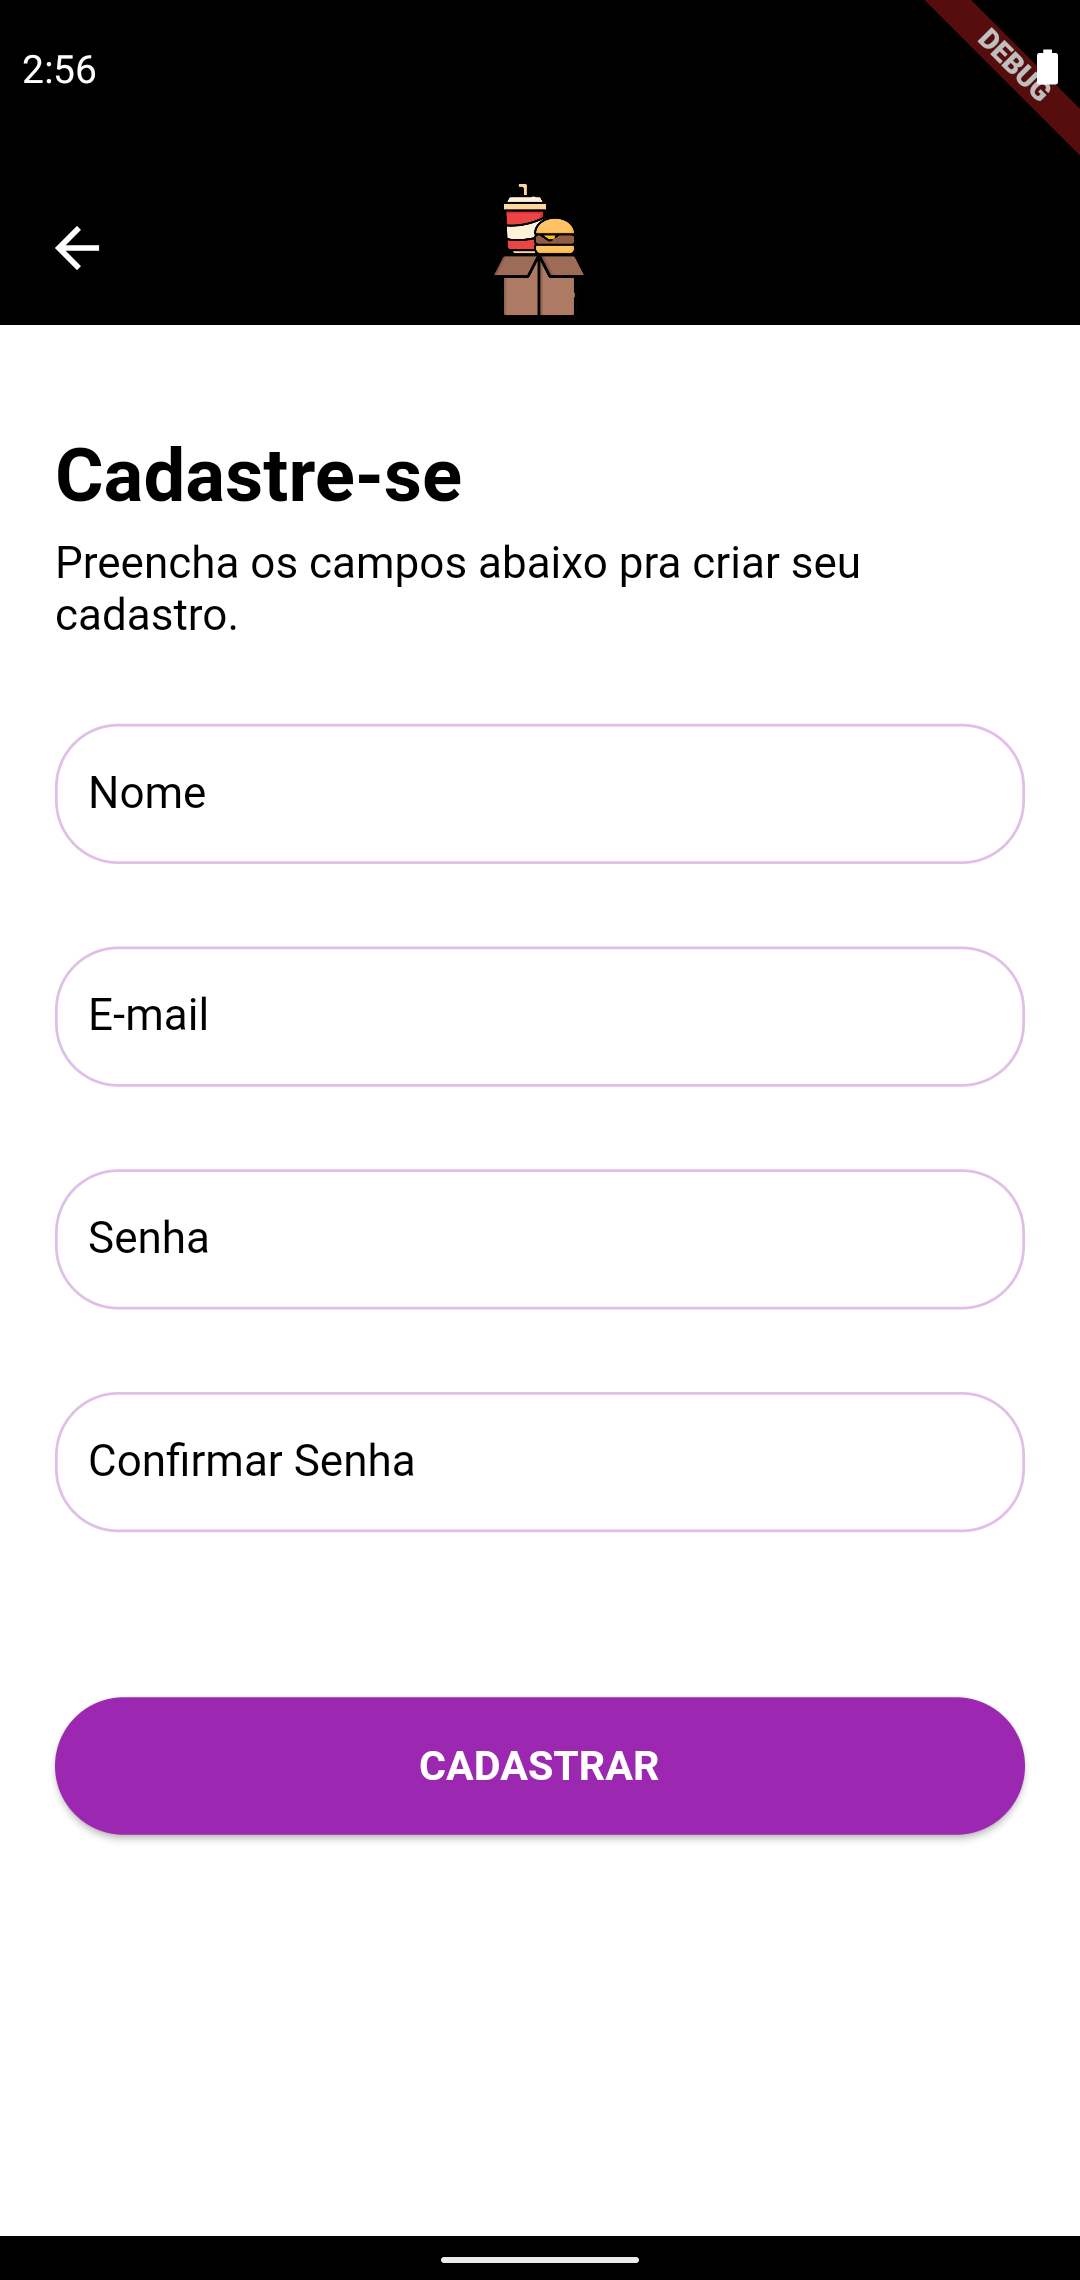 2:56
DEBUG
Cadastre-se
Preencha os campos abaixo pra criar seu
cadastro.
Nome
E-mail
Senha
Confirmar Senha
CADASTRAR